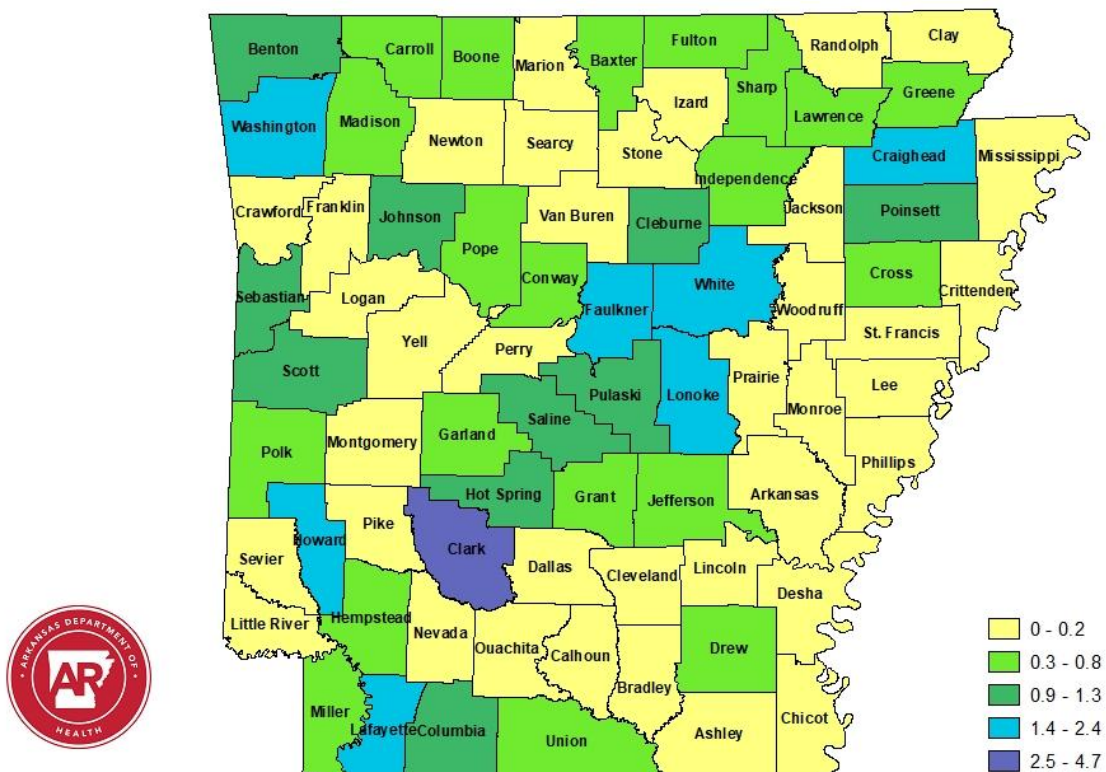 Benton
Carroll
Boone
Marion
Baxter
Fulton
Randolph
Clay
Washington
Madison
Newton
Searcy
Stone
Izard
Sharp
Lawrence
Greene
Craighead
Mississippi
Crawford
Franklin
Johnson
Pope
Van Buren
Cleburne
Independence
Jackson
Poinsett
Sebastian
Logan
Conway
Faulkner
White
Woodruff
Cross
Crittenden
St. Francis
Scott
Yell
Perry
Pulaski
Lonoke
Prairie
Monroe
Lee
Phillips
Polk
Montgomery
Garland
Saline
Hot Spring
Grant
Jefferson
Arkansas
Howard
Pike
Clark
Dallas
Cleveland
Lincoln
Desha
Sevier
Little River
Hempstead
Nevada
Ouachita
Calhoun
Bradley
Drew
Chicot
Miller
Lafayette
Columbia
Union
Ashley
ARKANSAS DEPARTMENT OF
AR
HEALTH
0 - 0.2
0.3 - 0.8
0.9 - 1.3
1.4 - 2.4
2.5 - 4.7